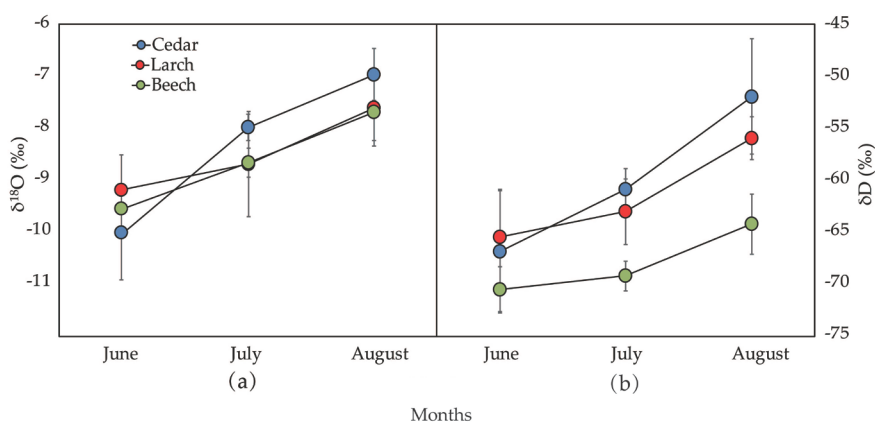 -6
-7
-8
-9
-10
-11
δ¹⁸O (‰)
Cedar
Larch
Beech
-45
-50
-55
-60
-65
-70
-75
δD (‰)
June July August June July August
(a) (b)
Months